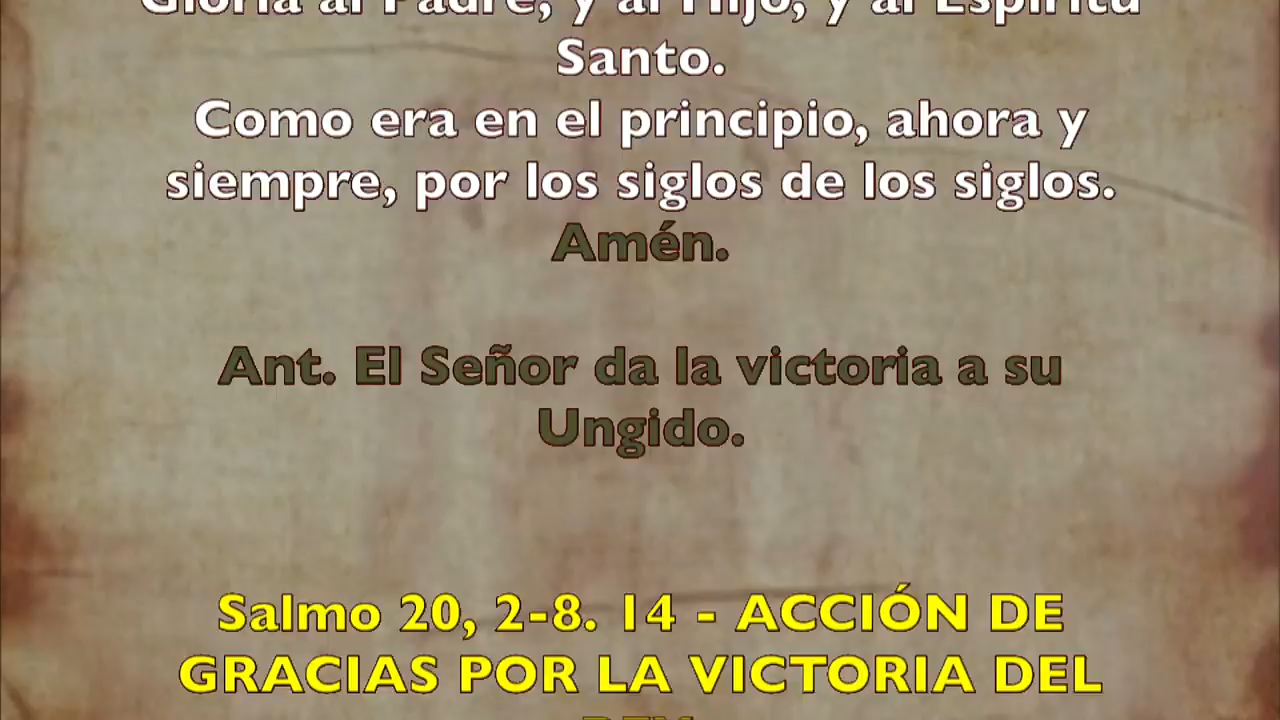 Gloria al Padre, y al Hijo, y al Espíritu
Santo.
Como era en el principio, ahora y
siempre, por los siglos de los siglos.
Amén.
Ant. El Señor da la victoria a su
Ungido.
Salmo 20, 2-8. 14 - ACCIÓN DE
GRACIAS POR LA VICTORIA DEL
REY